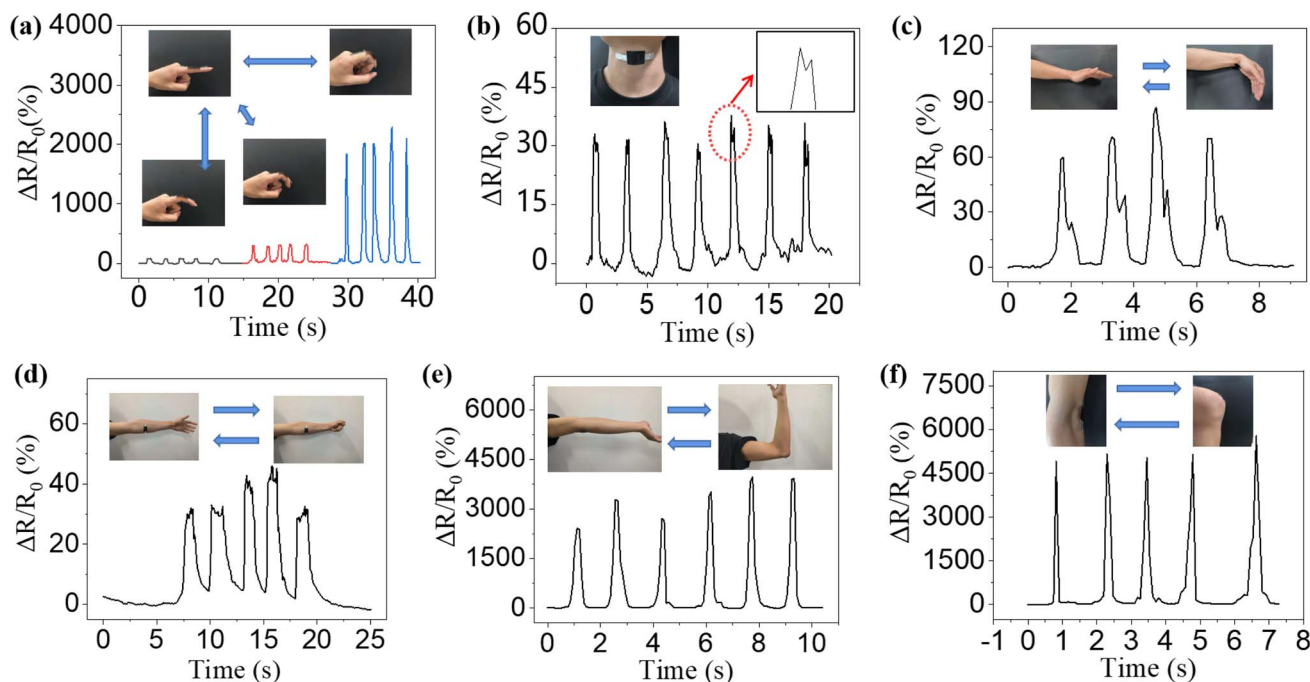 (a)
4000
3000
2000
1000
0
ΔR/R₀(%)
0 10 20 30 40
Time (s)
(b)
60
45
30
15
0
ΔR/R₀ (%)
0 5 10 15 20
Time (s)
(c)
120
90
60
30
0
ΔR/R₀ (%)
0 2 4 6 8
Time (s)
(d)
60
40
20
0
ΔR/R₀ (%)
0 5 10 15 20 25
Time (s)
(e)
6000
4500
3000
1500
0
ΔR/R₀ (%)
0 2 4 6 8 10
Time (s)
(f)
7500
6000
4500
3000
1500
0
ΔR/R₀ (%)
-1 0 1 2 3 4 5 6 7 8
Time (s)